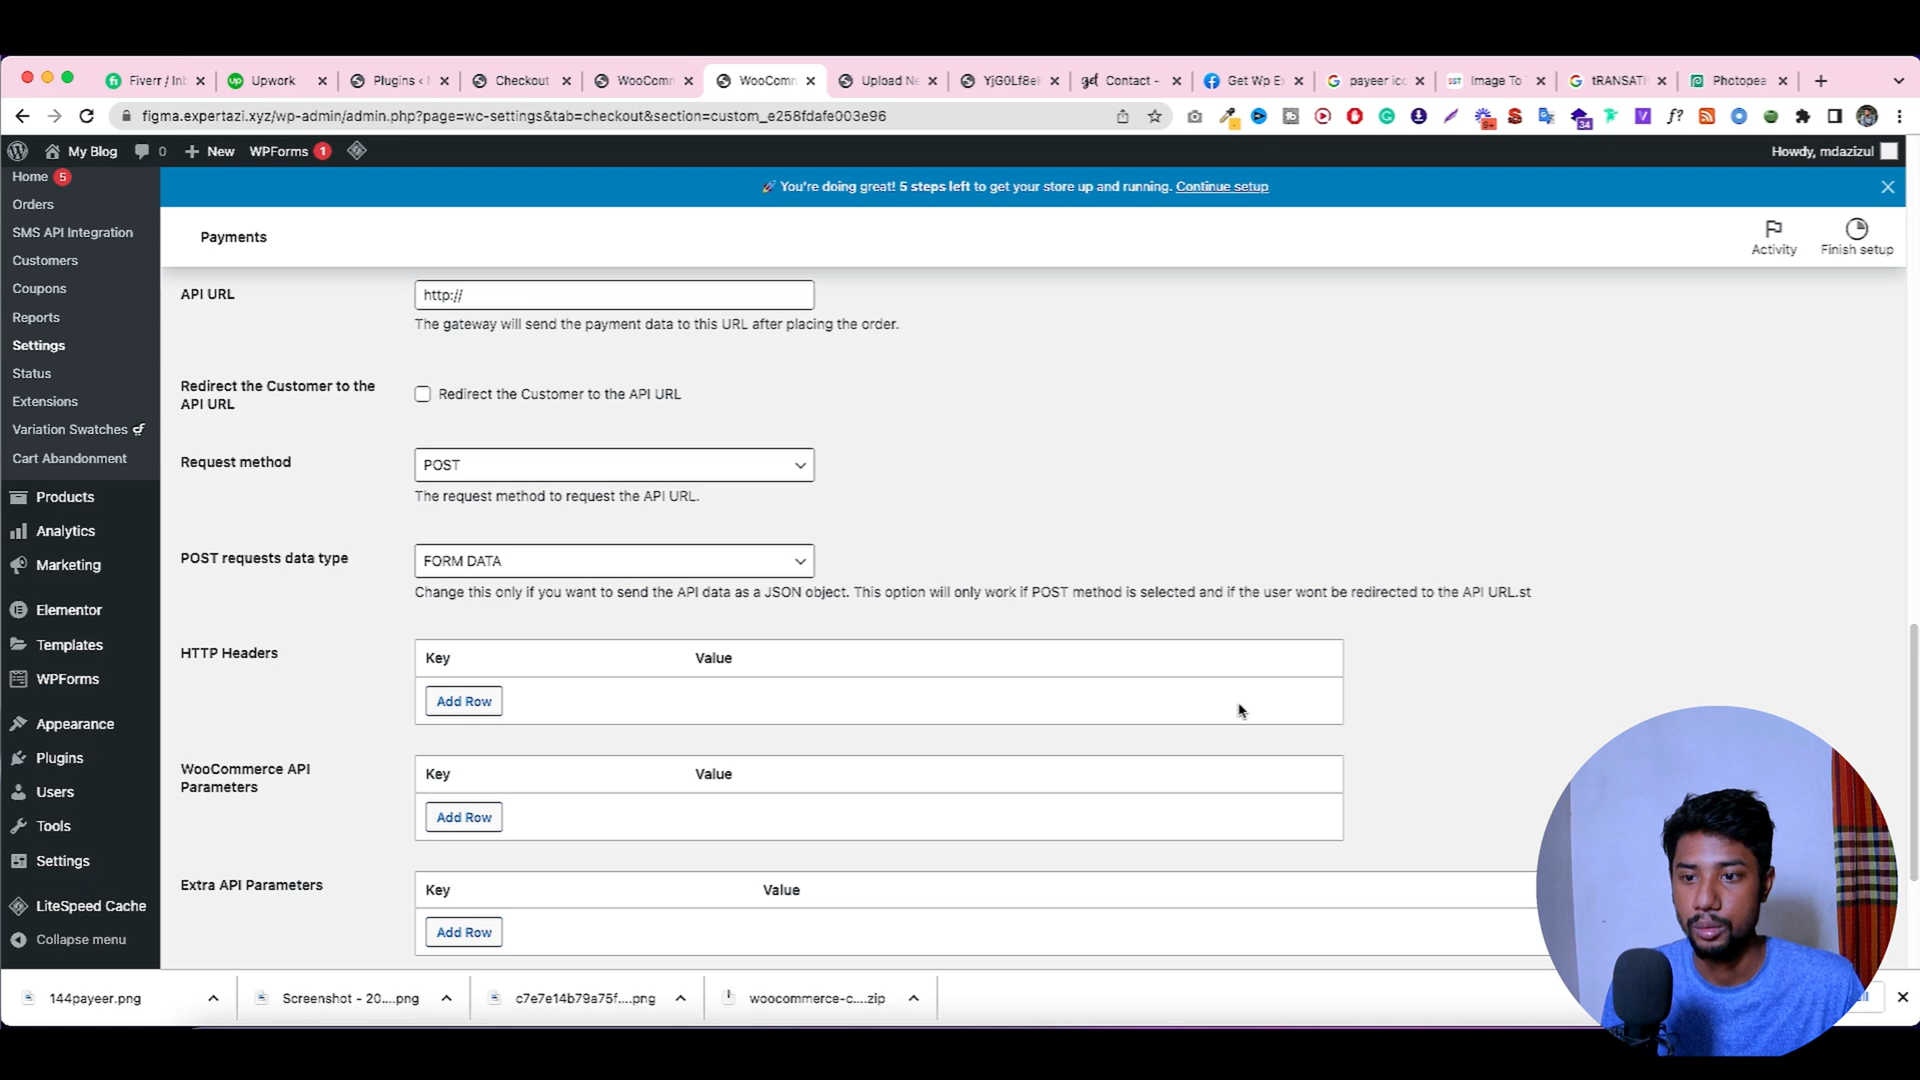 Fiverr / Inb
Upwork
Plugins ‹
Checkout
WooComm
WooComm
Upload Ne
YjG0Lf8e
get Contact -
Get Wp Ex
payeer ico
SST Image To
tRANSATI
Photopea
figma.expertazi.xyz/wp-admin/admin.php?page=wc-settings&tab=checkout&section=custom_e258fdafe003e96
My Blog 0 New WPForms 1
Howdy, mdazizul
You're doing great! 5 steps left to get your store up and running. Continue setup
Home 5
Orders
SMS API Integration
Customers
Coupons
Reports
Settings
Status
Extensions
Variation Swatches
Cart Abandonment
Products
Analytics
Marketing
Elementor
Templates
WPForms
Appearance
Plugins
Users
Tools
Settings
LiteSpeed Cache
Collapse menu
Payments
Activity
Finish setup
API URL
http://
The gateway will send the payment data to this URL after placing the order.
Redirect the Customer to the
API URL
Redirect the Customer to the API URL
Request method
POST
The request method to request the API URL.
POST requests data type
FORM DATA
Change this only if you want to send the API data as a JSON object. This option will only work if POST method is selected and if the user wont be redirected to the API URL.st
HTTP Headers
Key Value
Add Row
WooCommerce API
Parameters
Key Value
Add Row
Extra API Parameters
Key Value
Add Row
144payeer.png
Screenshot - 20....png
c7e7e14b79a75f....png
woocommerce-c....zip